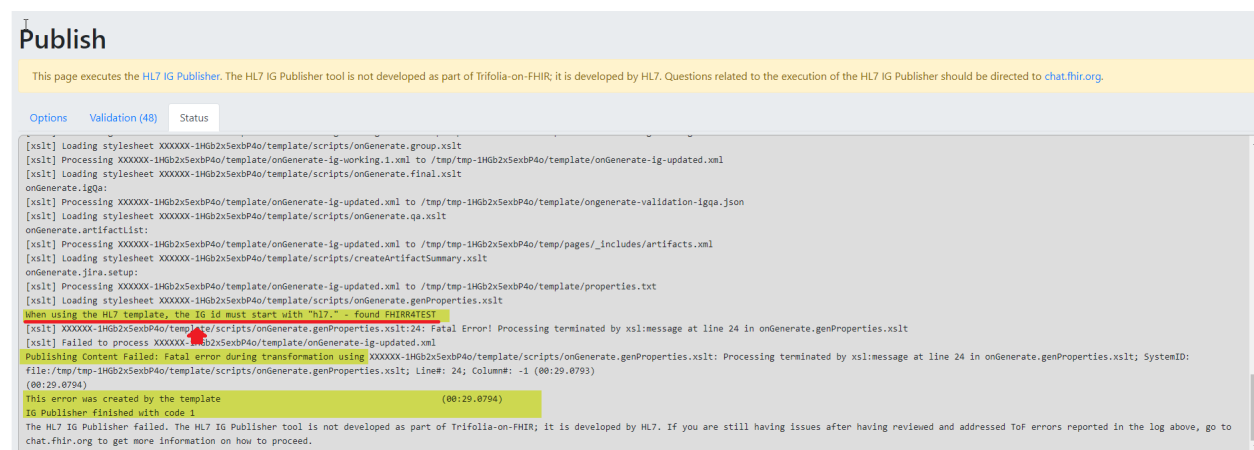 Publish
This page executes the HL7 IG Publisher. The HL7 IG Publisher tool is not developed as part of Trifolia-on-FHIR; it is developed by HL7. Questions related to the execution of the HL7 IG Publisher should be directed to chat.fhir.org.
Options Validation (48) Status
[xslt] Loading stylesheet XXXXXX-1HGb2x5exbP4o/template/scripts/onGenerate.group.xslt
[xslt] Processing XXXXXX-1HGb2x5exbP4o/template/onGenerate-ig-working.1.xml to /tmp/tmp-1HGb2x5exbP4o/template/onGenerate-ig-updated.xml
[xslt] Loading stylesheet XXXXXX-1HGb2x5exbP4o/template/scripts/onGenerate.final.xslt
onGenerate.igQa:
[xslt] Processing XXXXXX-1HGb2x5exbP4o/template/onGenerate-ig-updated.xml to /tmp/tmp-1HGb2x5exbP4o/template/ongenerate-validation-igqa.json
[xslt] Loading stylesheet XXXXXX-1HGb2x5exbP4o/template/scripts/onGenerate.qa.xslt
onGenerate.artifactList:
[xslt] Processing XXXXXX-1HGb2x5exbP4o/template/onGenerate-ig-updated.xml to /tmp/tmp-1HGb2x5exbP4o/temp/pages/_includes/artifacts.xml
[xslt] Loading stylesheet XXXXXX-1HGb2x5exbP4o/template/scripts/createArtifactSummary.xslt
onGenerate.jira.setup:
[xslt] Processing XXXXXX-1HGb2x5exbP4o/template/onGenerate-ig-updated.xml to /tmp/tmp-1HGb2x5exbP4o/template/properties.txt
[xslt] Loading stylesheet XXXXXX-1HGb2x5exbP4o/template/scripts/onGenerate.genProperties.xslt
When using the HL7 template, the IG id must start with "hl7." - found FHIRR4TEST
[xslt] XXXXXX-1HGb2x5exbP4o/template/scripts/onGenerate.genProperties.xslt:24: Fatal Error! Processing terminated by xsl:message at line 24 in onGenerate.genProperties.xslt
[xslt] Failed to process XXXXXX-1HGb2x5exbP4o/template/onGenerate-ig-updated.xml
Publishing Content Failed: Fatal error during transformation using XXXXXX-1HGb2x5exbP4o/template/scripts/onGenerate.genProperties.xslt: Processing terminated by xsl:message at line 24 in onGenerate.genProperties.xslt; SystemID:
file:/tmp/tmp-1HGb2x5exbP4o/template/scripts/onGenerate.genProperties.xslt; Line#: 24; Column#: -1 (00:29.0793)
(00:29.0794)
This error was created by the template (00:29.0794)
IG Publisher finished with code 1
The HL7 IG Publisher failed. The HL7 IG Publisher tool is not developed as part of Trifolia-on-FHIR; it is developed by HL7. If you are still having issues after having reviewed and addressed ToF errors reported in the log above, go to
chat.fhir.org to get more information on how to proceed.